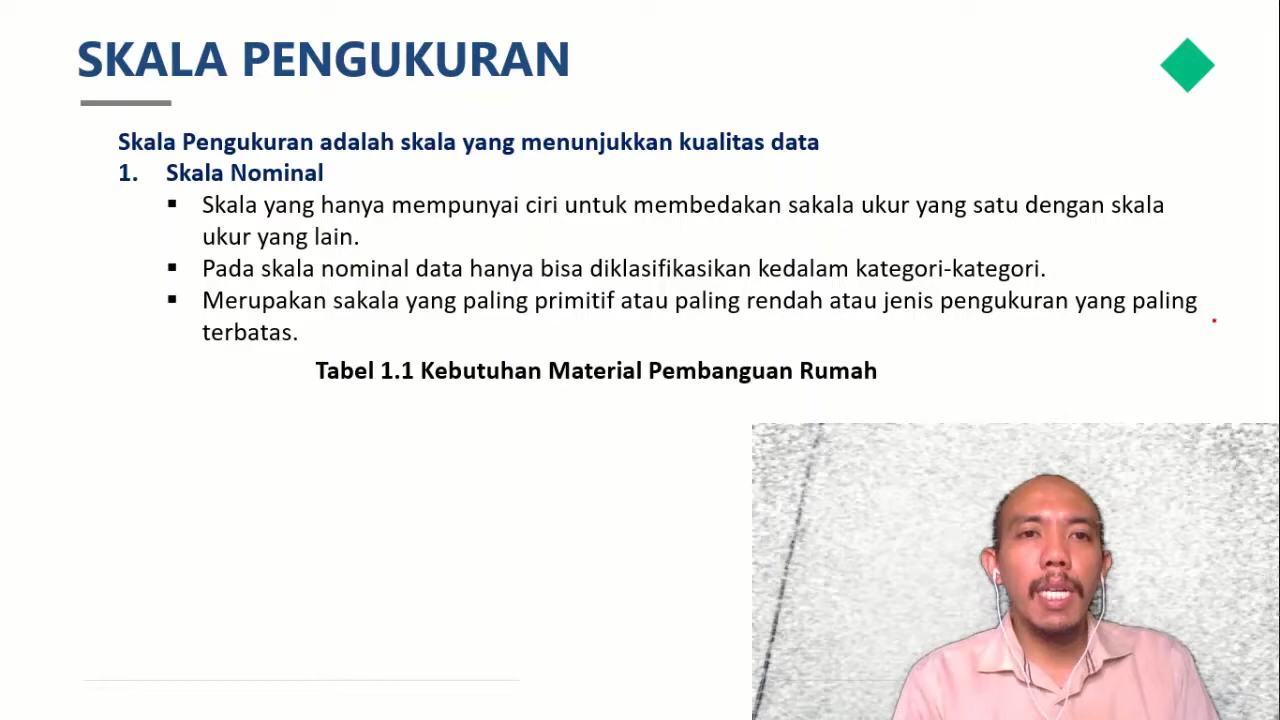 SKALA PENGUKURAN
Skala Pengukuran adalah skala yang menunjukkan kualitas data
1. Skala Nominal
▪ Skala yang hanya mempunyai ciri untuk membedakan sakala ukur yang satu dengan skala
ukur yang lain.
▪ Pada skala nominal data hanya bisa diklasifikasikan kedalam kategori-kategori.
▪ Merupakan sakala yang paling primitif atau paling rendah atau jenis pengukuran yang paling
terbatas.
Tabel 1.1 Kebutuhan Material Pembanguan Rumah